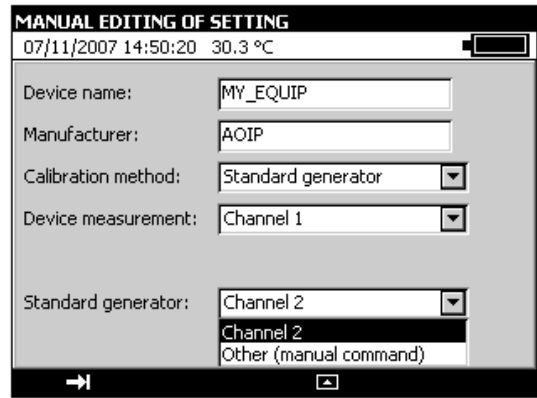 MANUAL EDITING OF SETTING
07/11/2007 14:50:20 30.3 °C
Device name: MY_EQUIP
Manufacturer: AOIP
Calibration method: Standard generator
Device measurement: Channel 1
Standard generator: Channel 2
Channel 2
Other (manual command)